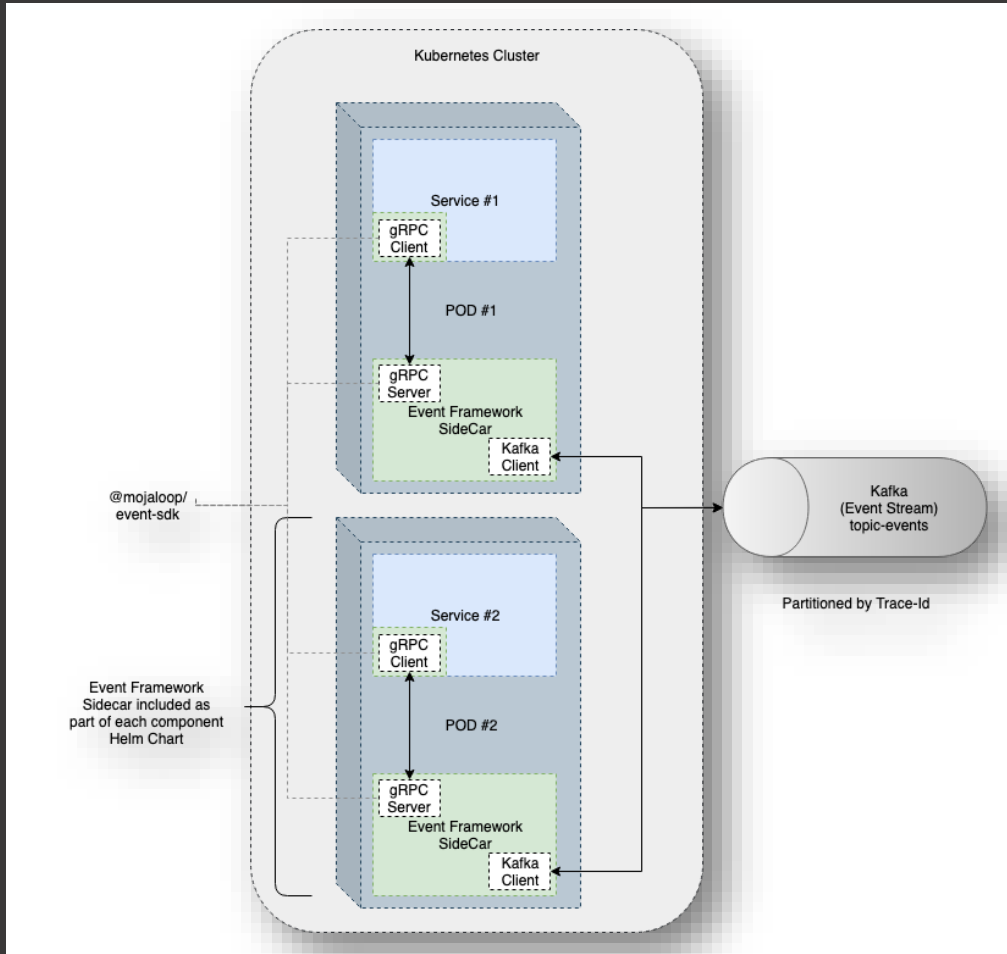 Kubernetes Cluster
Service #1
gRPC
Client
POD #1
gRPC
Server
Event Framework
SideCar
Kafka
Client
@mojaloop/
event-sdk
Kafka
(Event Stream)
topic-events
Partitioned by Trace-Id
Service #2
gRPC
Client
Event Framework
Sidecar included as
part of each component
Helm Chart
POD #2
gRPC
Server
Event Framework
SideCar
Kafka
Client